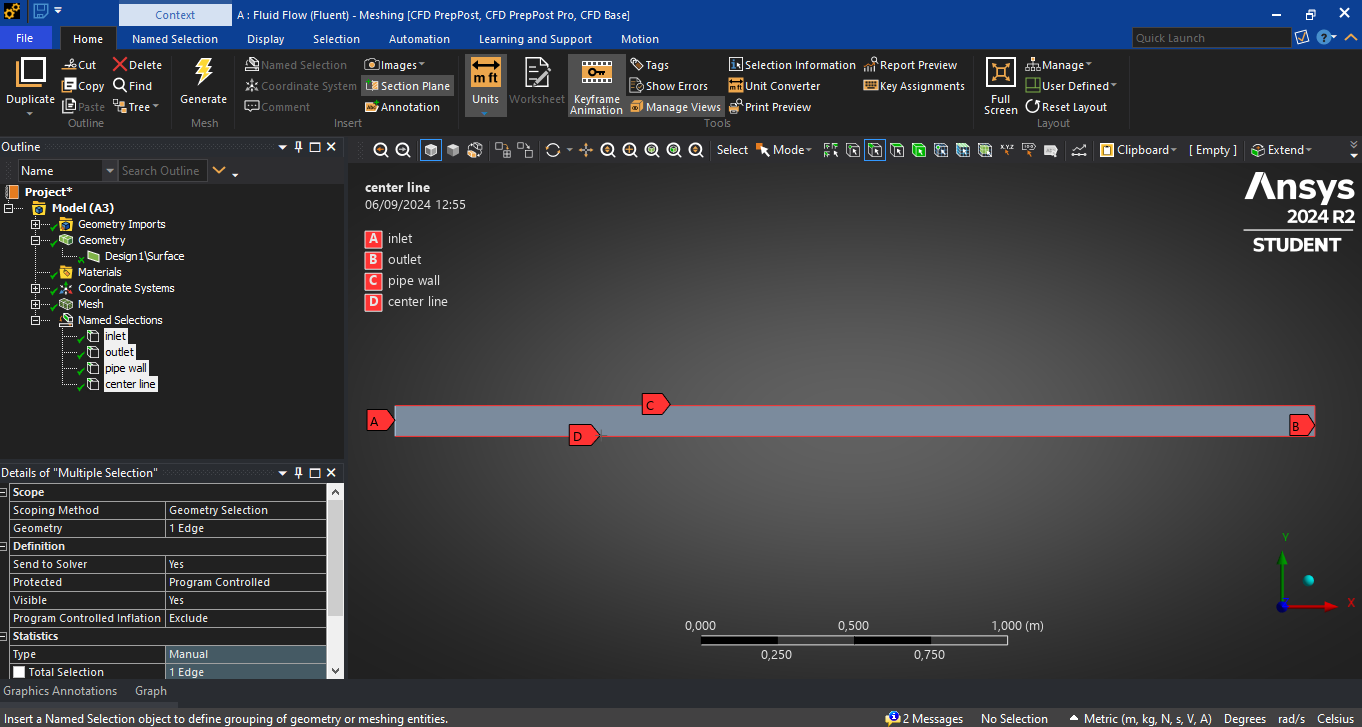 Context
A : Fluid Flow (Fluent) - Meshing [CFD PrepPost, CFD PrepPost Pro, CFD Base]
File Home Named Selection Display Selection Automation Learning and Support Motion Quick Launch
Duplicate
Cut Delete
Copy Find
Paste Tree
Outline
Generate
Mesh
Named Selection Images
Coordinate System Section Plane
Comment Annotation
Insert
m ft
Units
Worksheet
Keyframe Animation
Tags
Show Errors
Manage Views
Selection Information Report Preview
Unit Converter Key Assignments
Print Preview
Tools
Full Screen
Manage
User Defined
Reset Layout
Layout
Outline
Name Search Outline
Project*
Model (A3)
Geometry Imports
Geometry
Design1\Surface
Materials
Coordinate Systems
Mesh
Named Selections
inlet
outlet
pipe wall
center line
Select Mode Clipboard [ Empty ] Extend
center line
06/09/2024 12:55
A inlet
B outlet
C pipe wall
D center line
Ansys
2024 R2
STUDENT
A
C
D
B
Y
X
0,000 0,500 1,000 (m)
0,250 0,750
Details of "Multiple Selection"
Scope
Scoping Method Geometry Selection
Geometry 1 Edge
Definition
Send to Solver Yes
Protected Program Controlled
Visible Yes
Program Controlled Inflation Exclude
Statistics
Type Manual
Total Selection 1 Edge
Graphics Annotations Graph
Insert a Named Selection object to define grouping of geometry or meshing entities. 2 Messages No Selection Metric (m, kg, N, s, V, A) Degrees rad/s Celsius